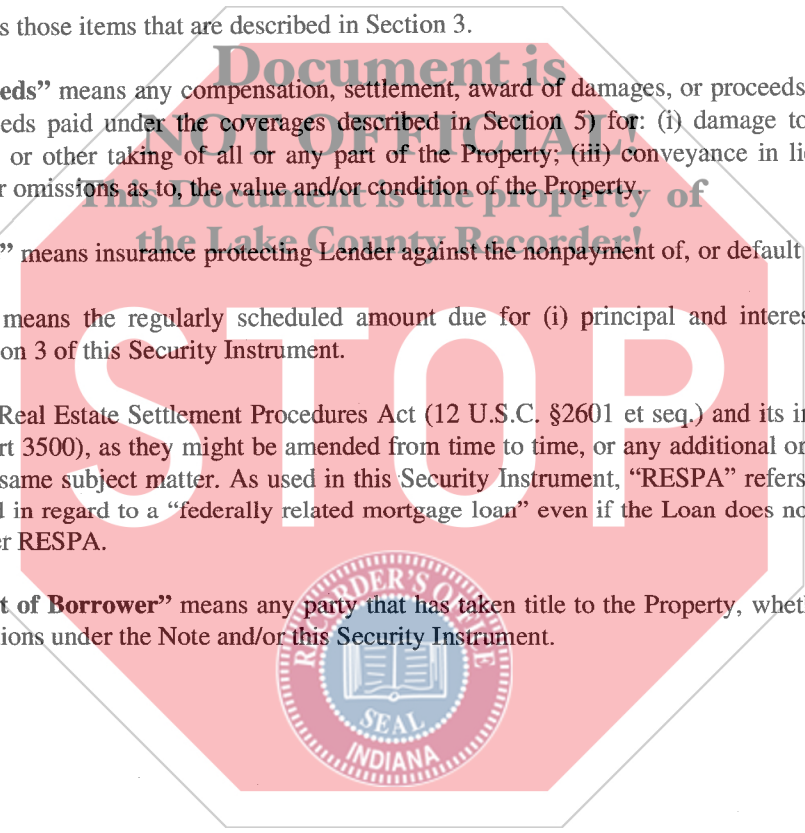 s those items that are described in Section 3.
Document is
eds” means any compensation, settlement, award of damages, or proceeds
eds paid under the coverages described in Section 5) for: (i) damage to
NOT OFFICIAL!
or other taking of all or any part of the Property; (iii) conveyance in li
r omissions as to, the value and/or condition of the Property.
This Document is the property of
the Lake County Recorder!
” means insurance protecting Lender against the nonpayment of, or default
means the regularly scheduled amount due for (i) principal and interes
on 3 of this Security Instrument.
STOP
Real Estate Settlement Procedures Act (12 U.S.C. §2601 et seq.) and its i
rt 3500), as they might be amended from time to time, or any additional or
same subject matter. As used in this Security Instrument, “RESPA” refers
l in regard to a “federally related mortgage loan” even if the Loan does no
er RESPA.
t of Borrower” means any party that has taken title to the Property, wheth
ions under the Note and/or this Security Instrument.
RECORDER'S OFFICE
SEAL
INDIANA